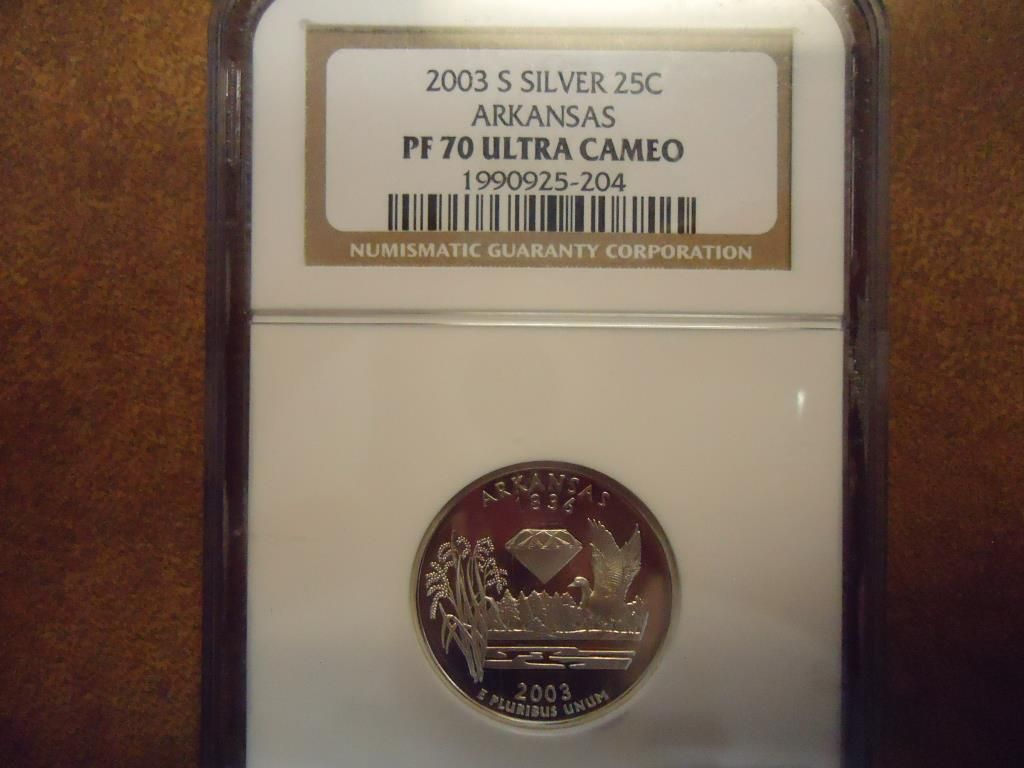 2003 S SILVER 25C
ARKANSAS
PF 70 ULTRA CAMEO
1990925-204
NUMISMATIC GUARANTY CORPORATION
ARKANSAS
1836
2003
E PLURIBUS UNUM